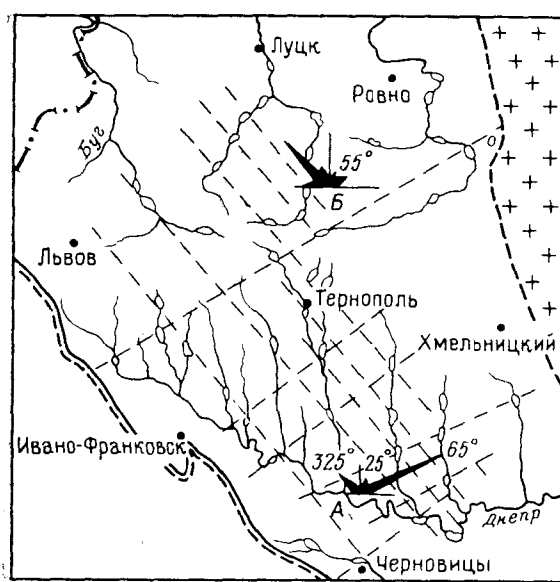 Луцк
Ровно
Буг
55°
Б
Львов
Тернополь
Хмельницкий
Ивано-Франковск
325°
25°
65°
А
Днепр
Черновицы